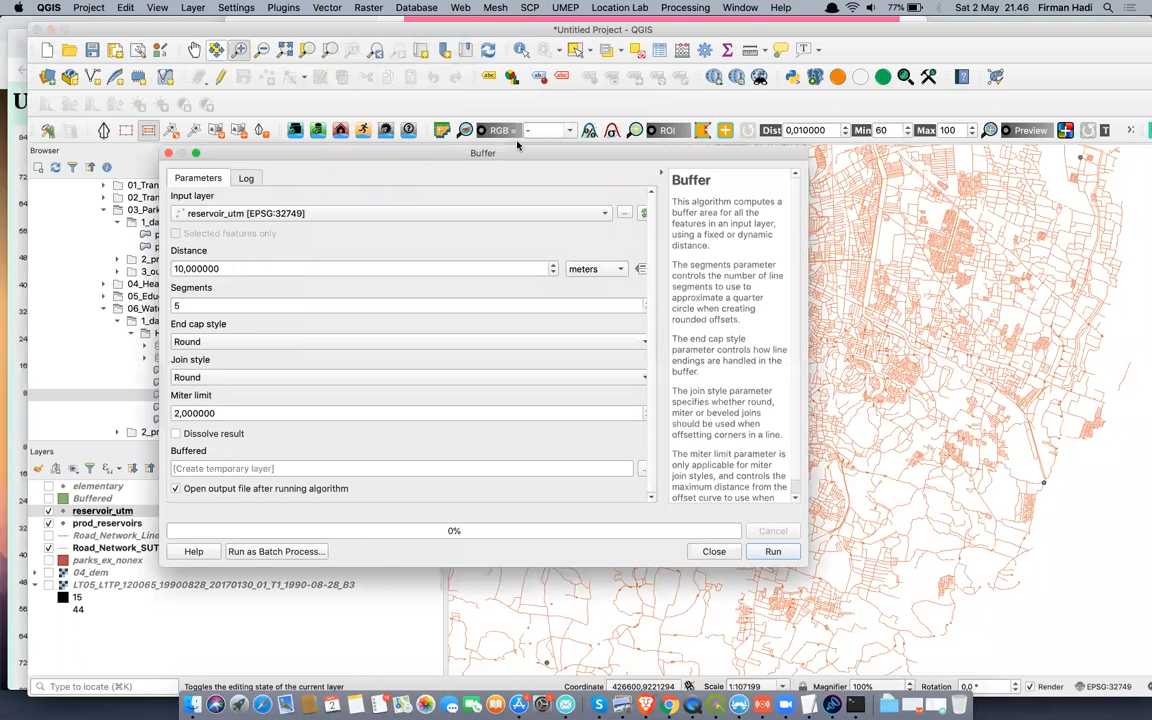 QGIS Project Edit View Layer Settings Plugins Vector Raster Database Web Mesh SCP UMEP Location Lab Processing Window Help 77% Sat 2 May 21.46 Firman Hadi
*Untitled Project - QGIS
abc abc abc
RGB = - ROI Dist 0,010000 Min 60 Max 100 Preview T
Browser
Buffer
01_Tran
02_Tran
03_Park
1_da
2_pr
3_ou
04_Hea
05_Edu
06_Wat
1_da
H
2_pr
Parameters Log
Input layer
reservoir_utm [EPSG:32749] ...
Selected features only
Distance
10,000000 meters
Segments
5
End cap style
Round
Join style
Round
Miter limit
2,000000
Dissolve result
Buffered
[Create temporary layer]
Open output file after running algorithm
0% Cancel
Help Run as Batch Process... Close Run
Buffer
This algorithm computes a
buffer area for all the
features in an input layer,
using a fixed or dynamic
distance.
The segments parameter
controls the number of line
segments to use to
approximate a quarter
circle when creating
rounded offsets.
The end cap style
parameter controls how line
endings are handled in the
buffer.
The join style parameter
specifies whether round,
miter or beveled joins
should be used when
offsetting corners in a line.
The miter limit parameter is
only applicable for miter
join styles, and controls the
maximum distance from the
offset curve to use when
Layers
elementary
Buffered
reservoir_utm
prod_reservoirs
Road_Network_Line
Road_Network_SUT
parks_ex_nonex
04_dem
LT05_L1TP_120065_19900828_20170130_01_T1_1990-08-28_B3
15
44
Type to locate (⌘K) Toggles the editing state of the current layer Coordinate 426600,9221294 Scale 1:107199 Magnifier 100% Rotation 0,0 ° Render EPSG:32749